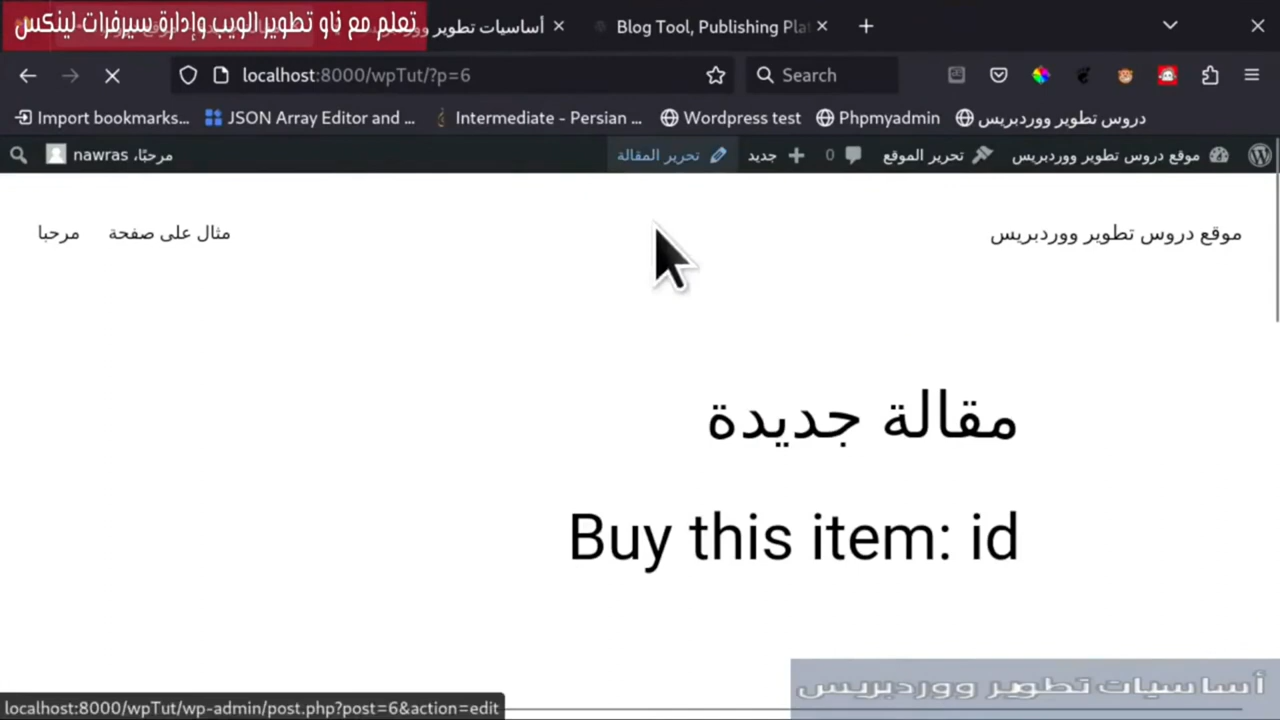 تعلم مع ناو تطوير الويب وإدارة سيرفرات لينكس
أساسيات تطوير
Blog Tool, Publishing Pla
localhost:8000/wpTut/?p=6
Search
Import bookmarks...
JSON Array Editor and ...
Intermediate - Persian ...
Wordpress test
Phpmyadmin
دروس تطوير ووردبريس
موقع دروس تطوير ووردبريس
تحرير الموقع
0
جديد
تحرير المقالة
مرحبًا، nawras
موقع دروس تطوير ووردبريس
مثال على صفحة
مرحبا
مقالة جديدة
Buy this item: id
أساسيات تطوير ووردبريس
localhost:8000/wpTut/wp-admin/post.php?post=6&action=edit